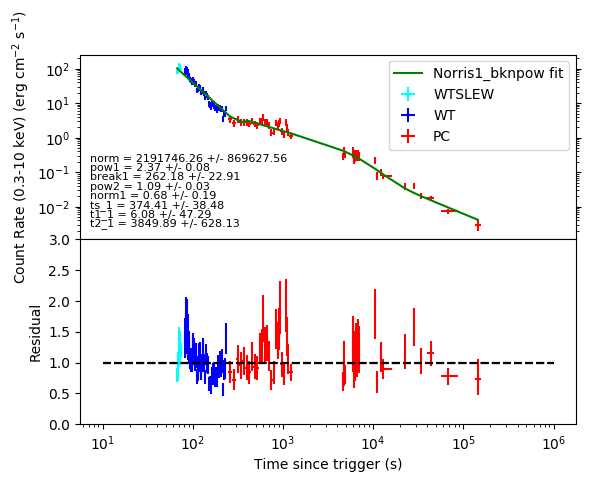 Count Rate (0.3-10 keV) (erg cm⁻² s⁻¹)
10²
10¹
10⁰
10⁻¹
10⁻²
Norris1_bknpow fit
WTSLEW
WT
PC
norm = 2191746.26 +/- 869627.56
pow1 = 2.37 +/- 0.08
break1 = 262.18 +/- 22.91
pow2 = 1.09 +/- 0.03
norm1 = 0.68 +/- 0.19
ts_1 = 374.41 +/- 38.48
t1_1 = 6.08 +/- 47.29
t2_1 = 3849.89 +/- 628.13
Residual
3.0
2.5
2.0
1.5
1.0
0.5
0.0
10¹ 10² 10³ 10⁴ 10⁵ 10⁶
Time since trigger (s)